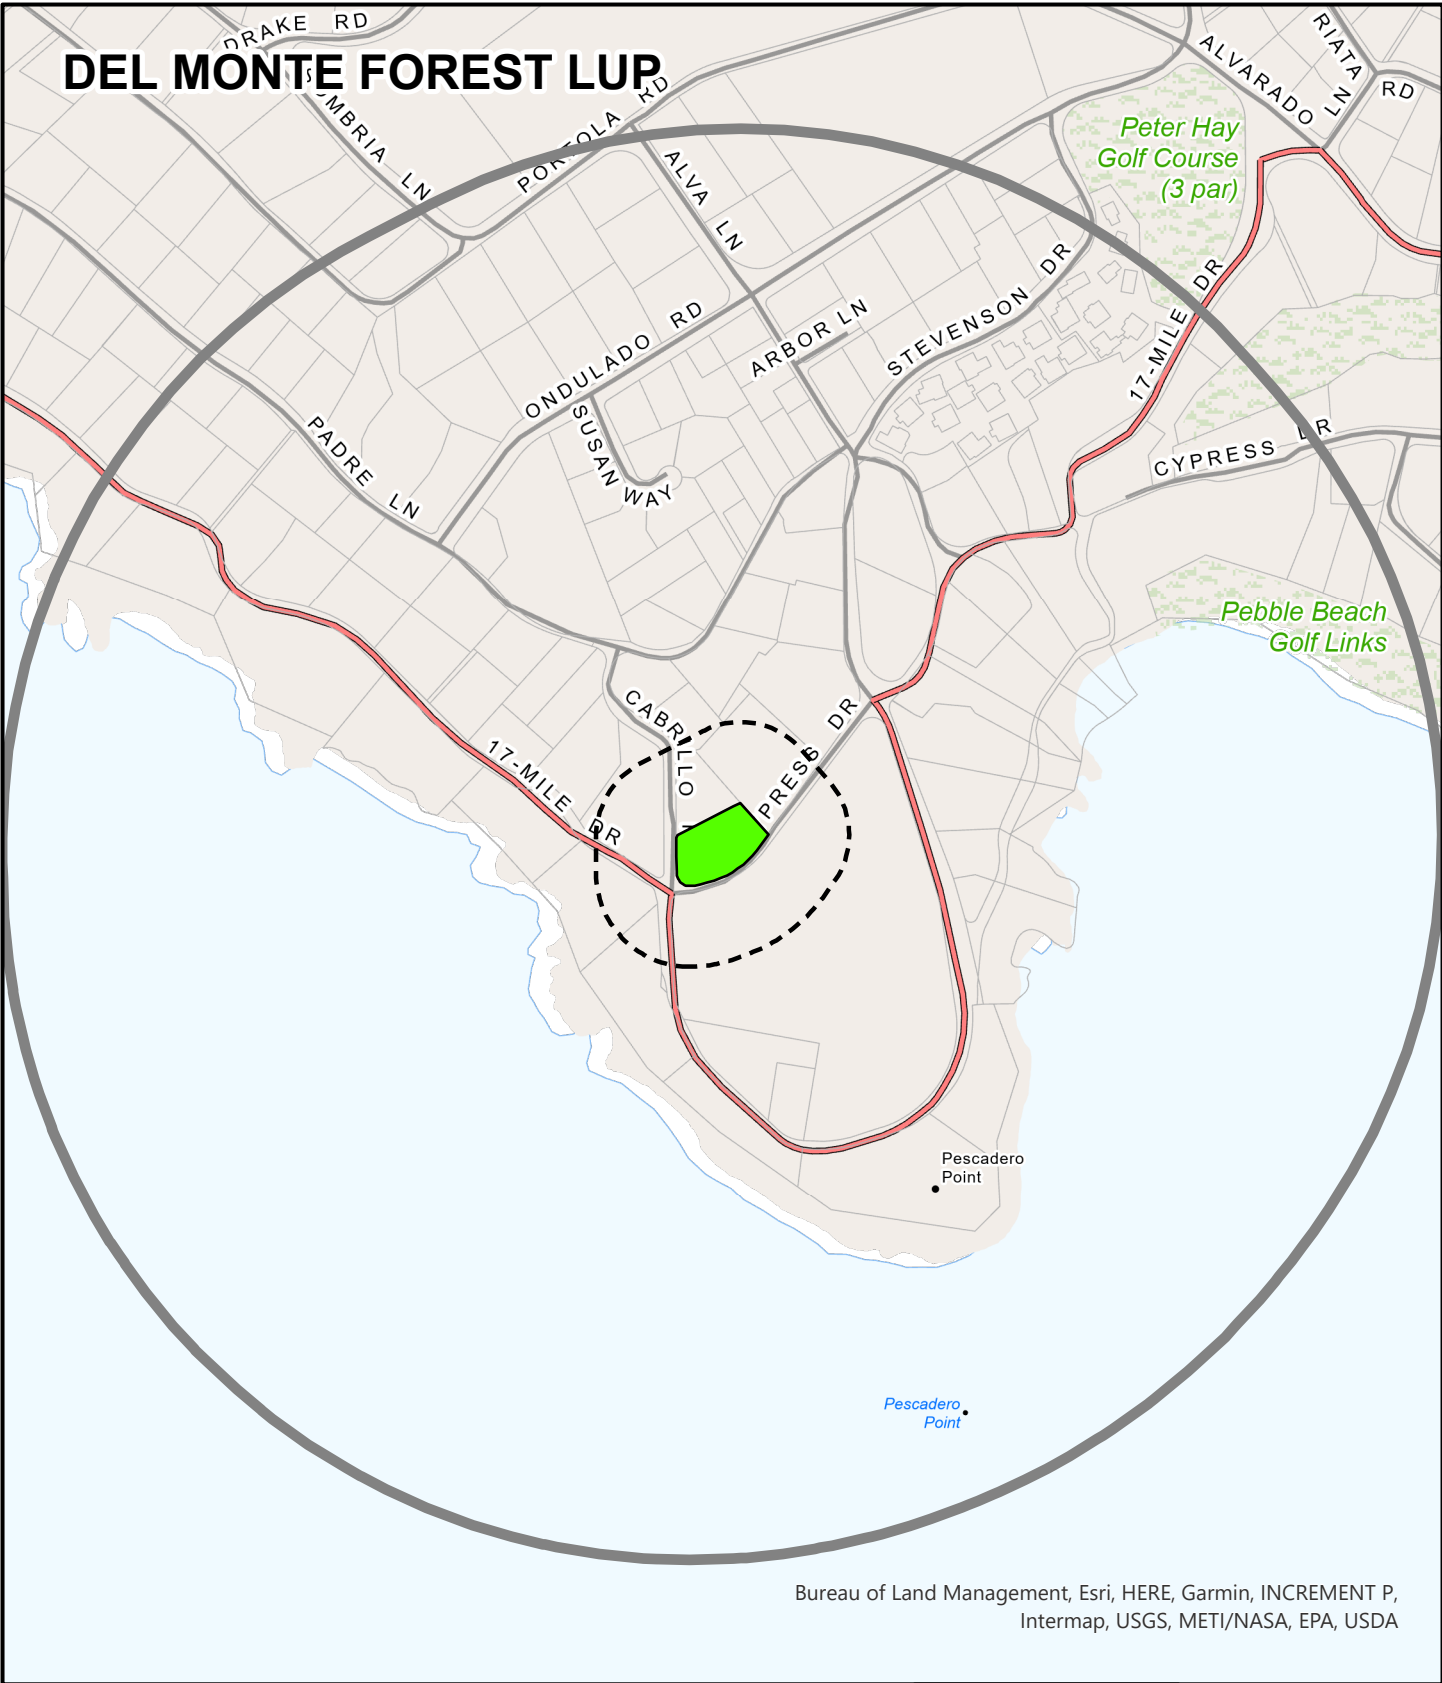 DRAKE RD
DEL MONTE FOREST LUP
RIATA LN
ALVARADO
RD
PORTOLA RD
Peter Hay
Golf Course
(3 par)
LN
ALVA LN
STEVENSON DR
17-MILE DR
ONDULADO RD
ARBOR LN
SUSAN WAY
PADRE LN
CYPRESS DR
Pebble Beach
Golf Links
CABRILLO
17-MILE DR
PRESS DR
Pescadero
Point
Pescadero
Point
Bureau of Land Management, Esri, HERE, Garmin, INCREMENT P,
Intermap, USGS, METI/NASA, EPA, USDA